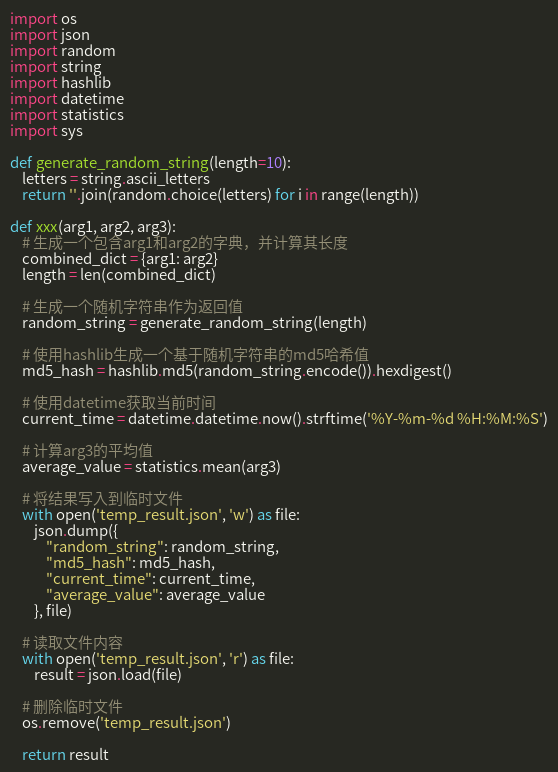 import os
import json
import random
import string
import hashlib
import datetime
import statistics
import sys

def generate_random_string(length=10):
    letters = string.ascii_letters
    return ''.join(random.choice(letters) for i in range(length))

def xxx(arg1, arg2, arg3):
    # 生成一个包含arg1和arg2的字典，并计算其长度
    combined_dict = {arg1: arg2}
    length = len(combined_dict)

    # 生成一个随机字符串作为返回值
    random_string = generate_random_string(length)

    # 使用hashlib生成一个基于随机字符串的md5哈希值
    md5_hash = hashlib.md5(random_string.encode()).hexdigest()

    # 使用datetime获取当前时间
    current_time = datetime.datetime.now().strftime('%Y-%m-%d %H:%M:%S')

    # 计算arg3的平均值
    average_value = statistics.mean(arg3)

    # 将结果写入到临时文件
    with open('temp_result.json', 'w') as file:
        json.dump({
            "random_string": random_string,
            "md5_hash": md5_hash,
            "current_time": current_time,
            "average_value": average_value
        }, file)

    # 读取文件内容
    with open('temp_result.json', 'r') as file:
        result = json.load(file)

    # 删除临时文件
    os.remove('temp_result.json')

    return result